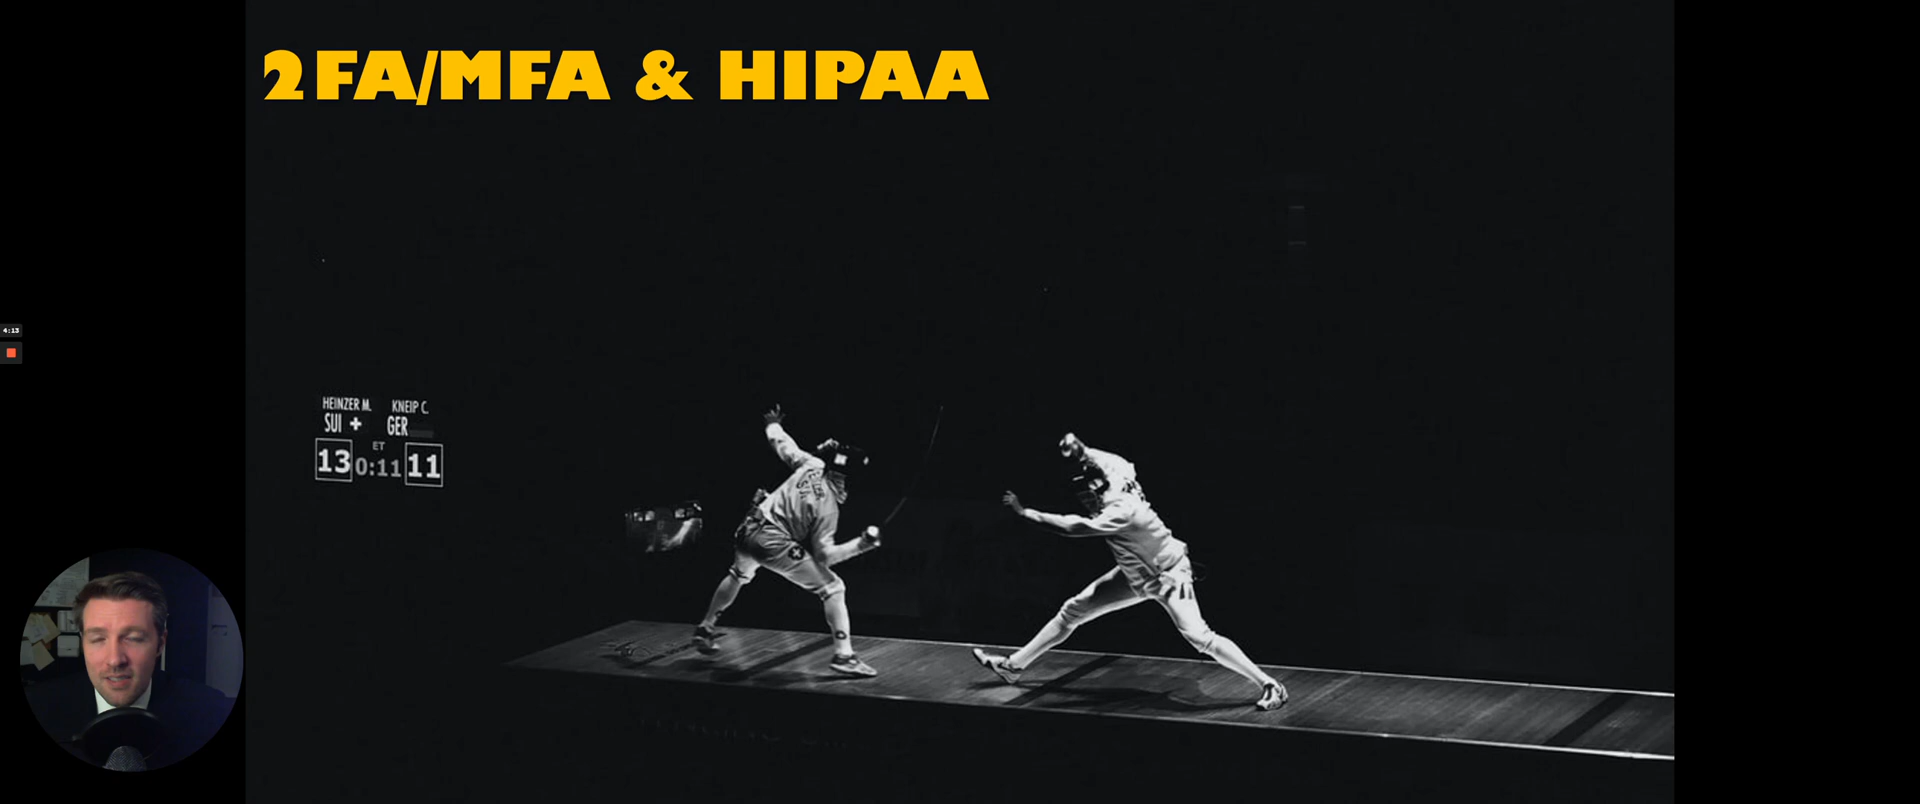 2FA/MFA & HIPAA
4:13
HEINZER M. KNEIP C.
SUI GER
ET
13 0:11 11